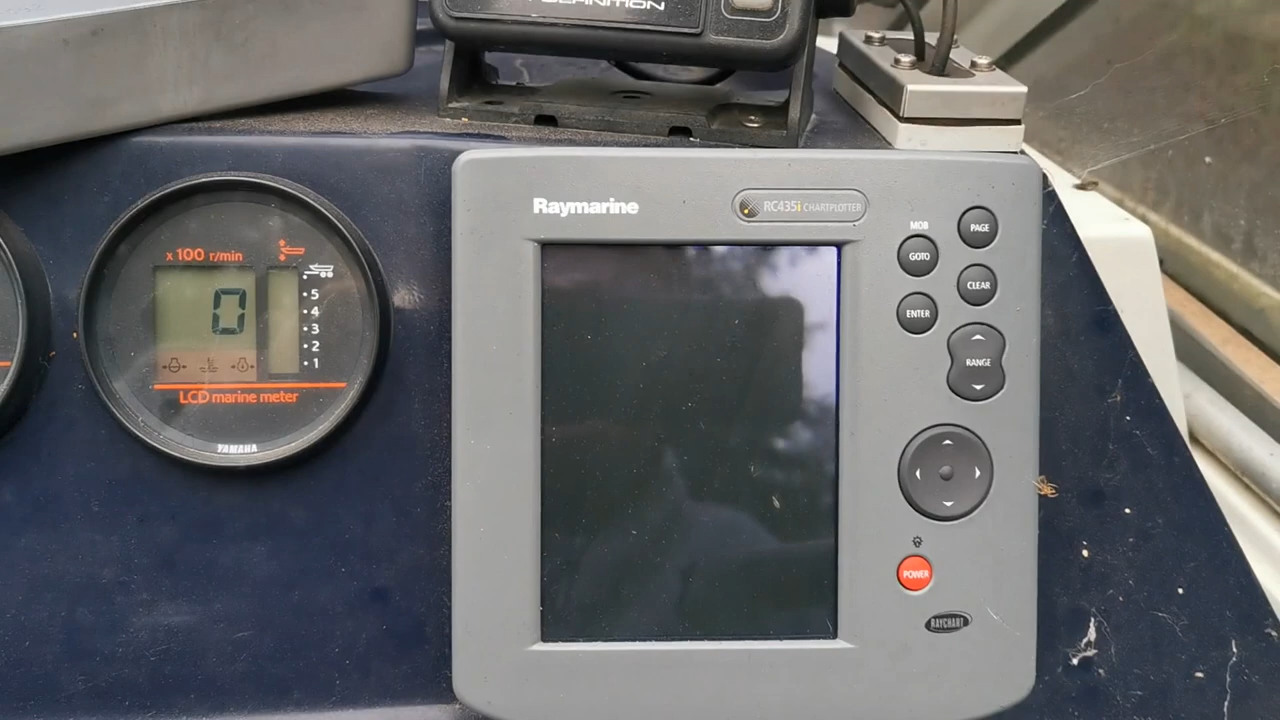 Raymarine
RC435i CHARTPLOTTER
MOB
PAGE
GOTO
CLEAR
ENTER
RANGE
POWER
RAYCHART
x 100 r/min
0
5
4
3
2
1
LCD marine meter
YAMAHA